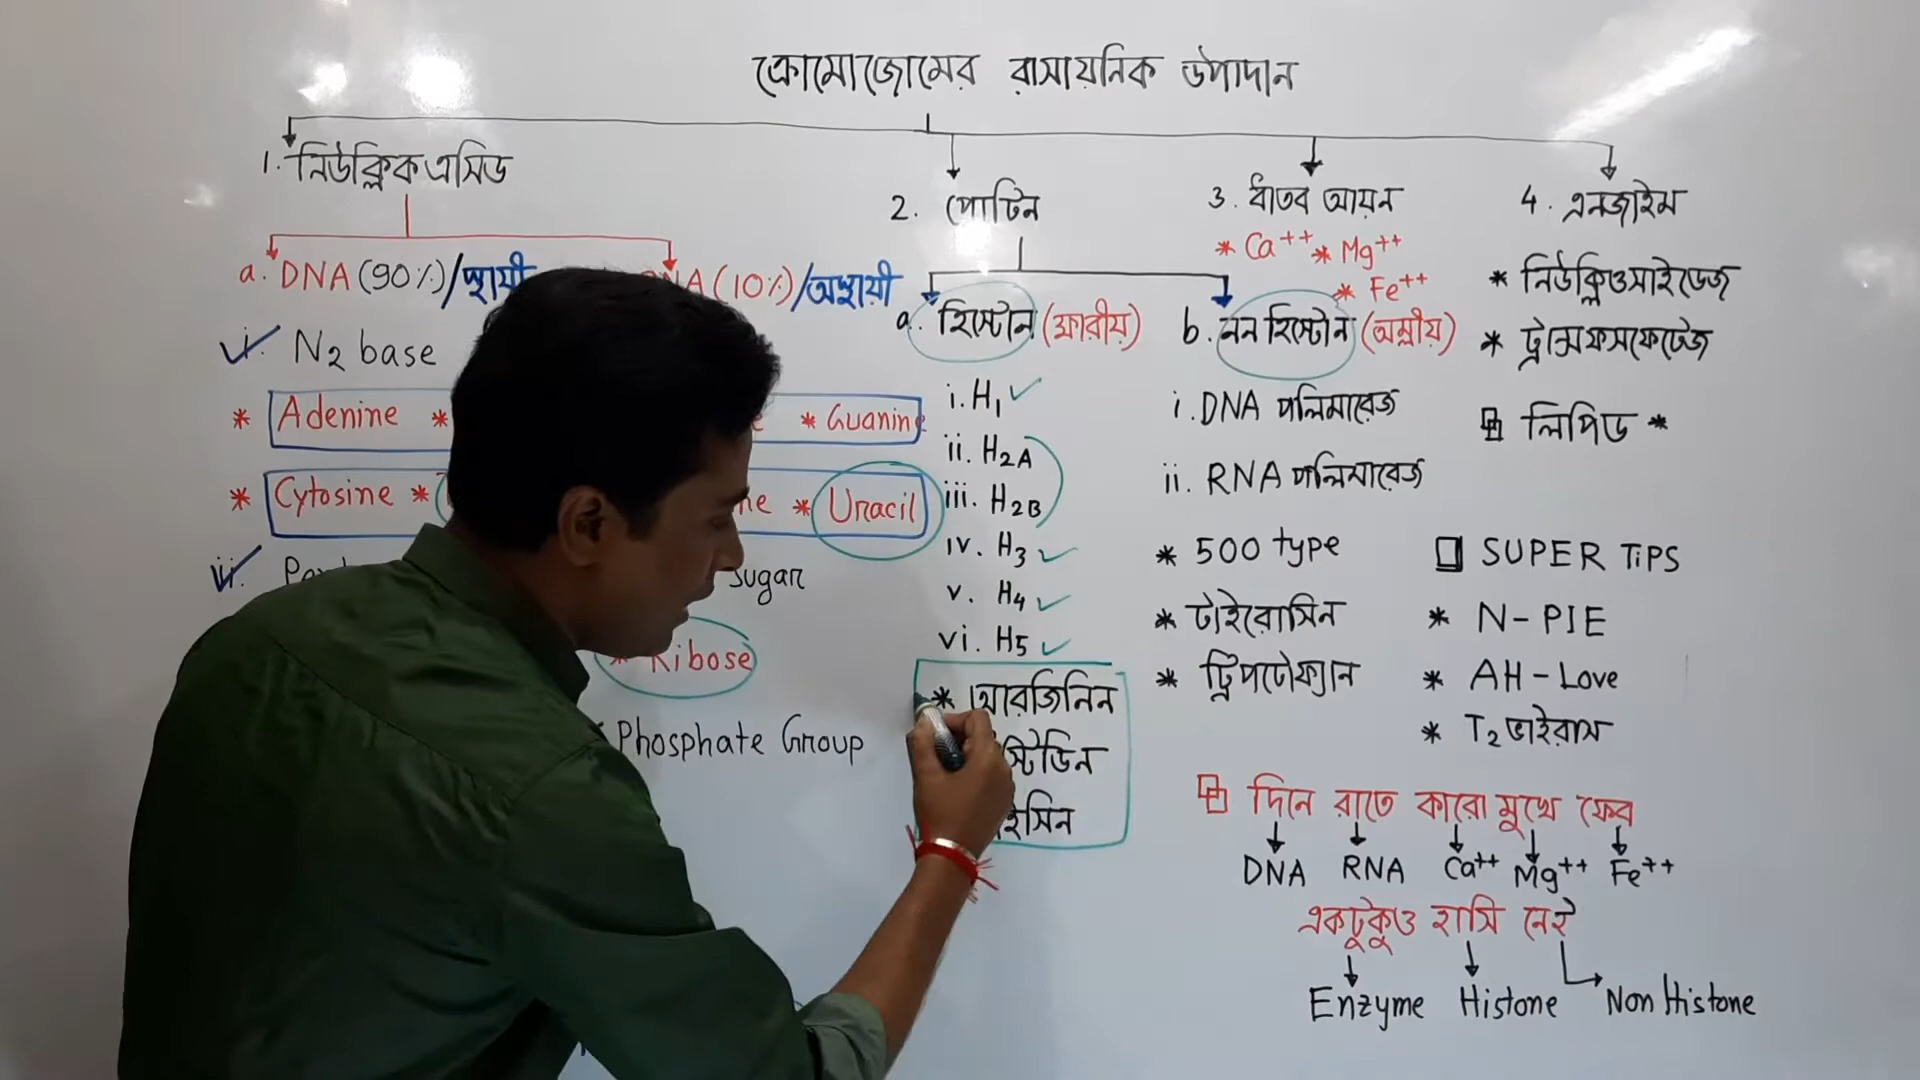 ক্রোমোজোমের রাসায়নিক উপাদান
1. নিউক্লিক এসিড
a. DNA (90%)/স্থায়ী
A (10%)/অস্থায়ী
i. N2 base
* Adenine * * Guanine
* Cytosine * * Uracil
ii. sugar
* Ribose
Phosphate Group
2. প্রোটিন
a. হিস্টোন (ক্ষারীয়)
i. H1
ii. H2A
iii. H2B
iv. H3
v. H4
vi. H5
* আরজিনিন
স্টিডিন
ইসিন
b. নন হিস্টোন (অম্লীয়)
i. DNA পলিমারেজ
ii. RNA পলিমারেজ
* 500 type
* টাইরোসিন
* ট্রিপটোফ্যান
3. ধাতব আয়ন
* Ca++ * Mg++
* Fe++
4. এনজাইম
* নিউক্লিওসাইডেজ
* ট্রান্সফসফেটেজ
লিপিড *
SUPER TIPS
* N-PIE
* AH-Love
* T2 ভাইরাস
দিনে রাতে কারো মুখে ফের
DNA RNA Ca++ Mg++ Fe++
একটুকুও হাসি নেই
Enzyme Histone Non Histone